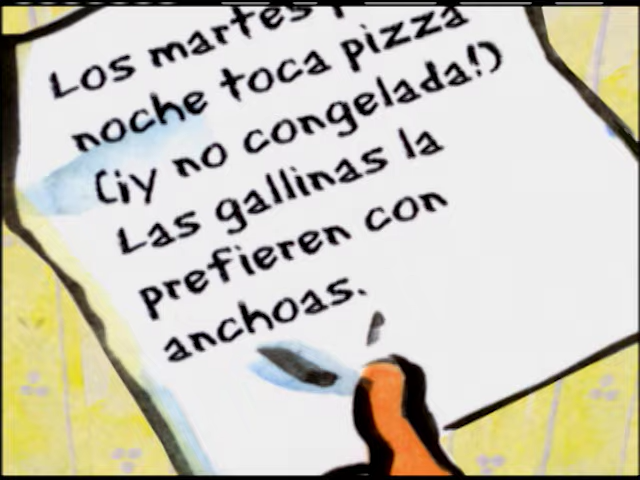 Los martes
noche toca pizza
(¡y no congelada!)
Las gallinas la
prefieren con
anchoas.